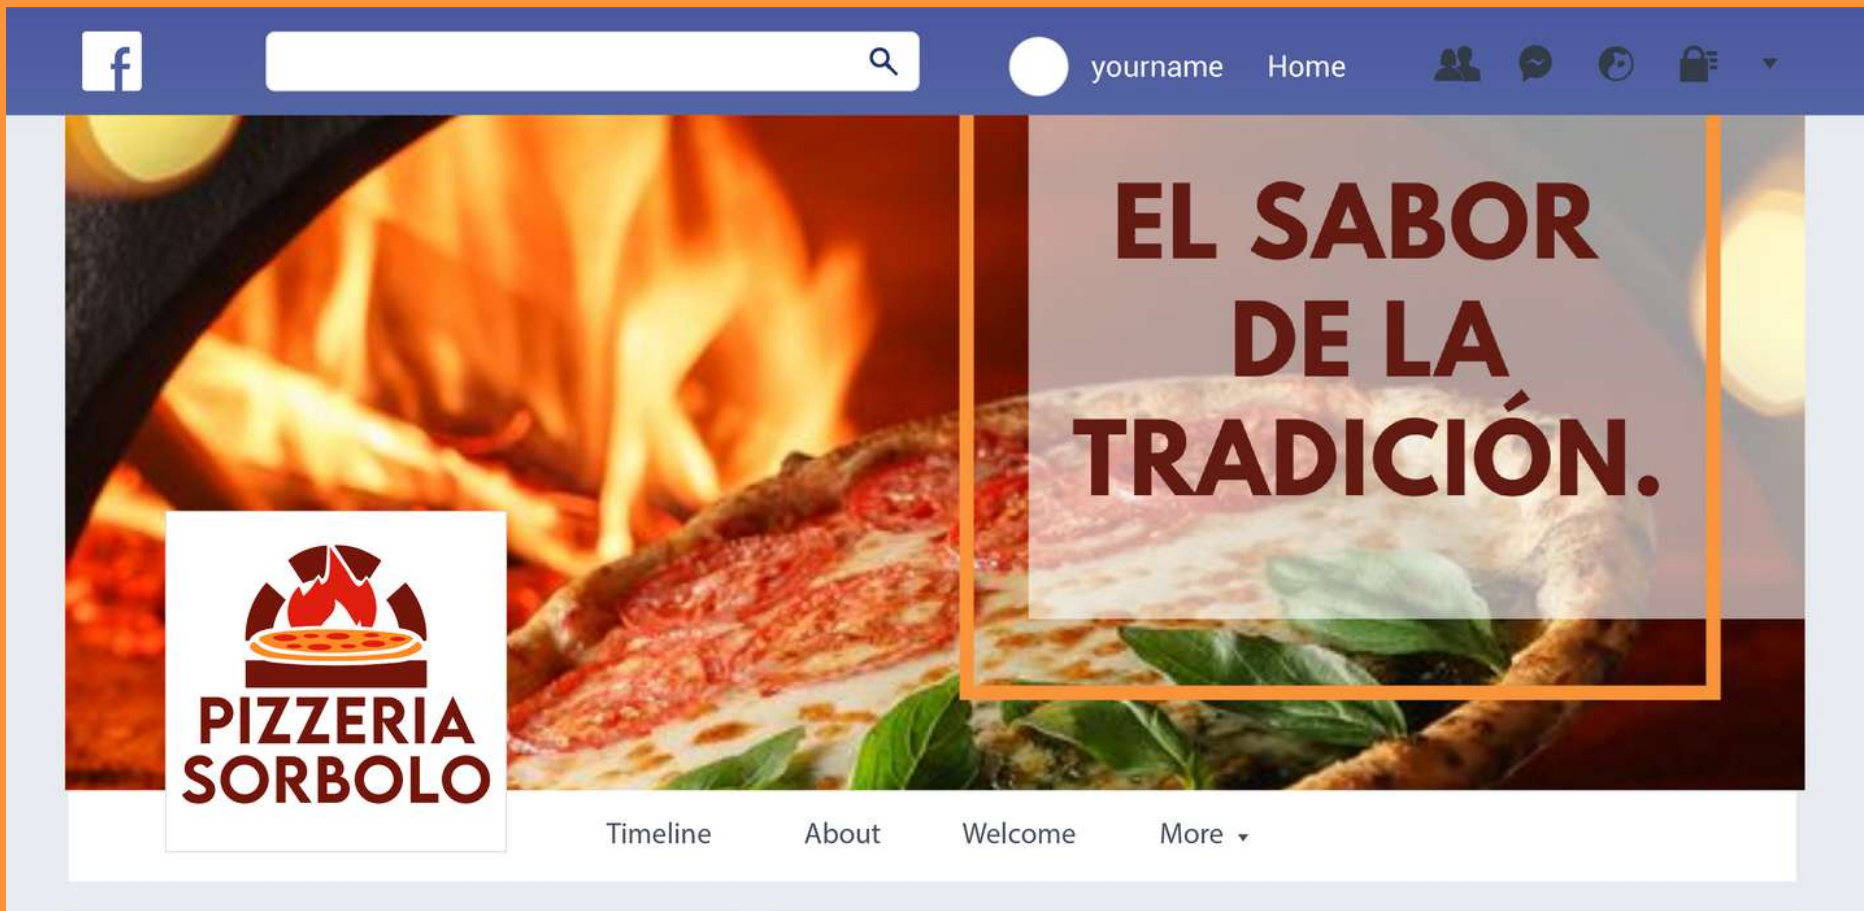 f
yourname Home
EL SABOR
DE LA
TRADICIÓN.
PIZZERIA
SORBOLO
Timeline About Welcome More